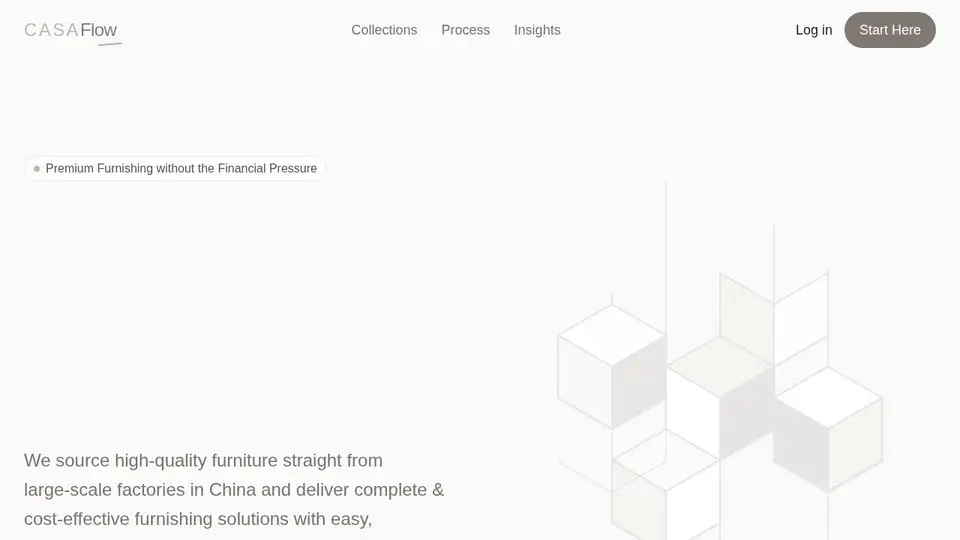 CASAFlow
Collections Process Insights
Log in Start Here
Premium Furnishing without the Financial Pressure
We source high-quality furniture straight from
large-scale factories in China and deliver complete &
cost-effective furnishing solutions with easy,